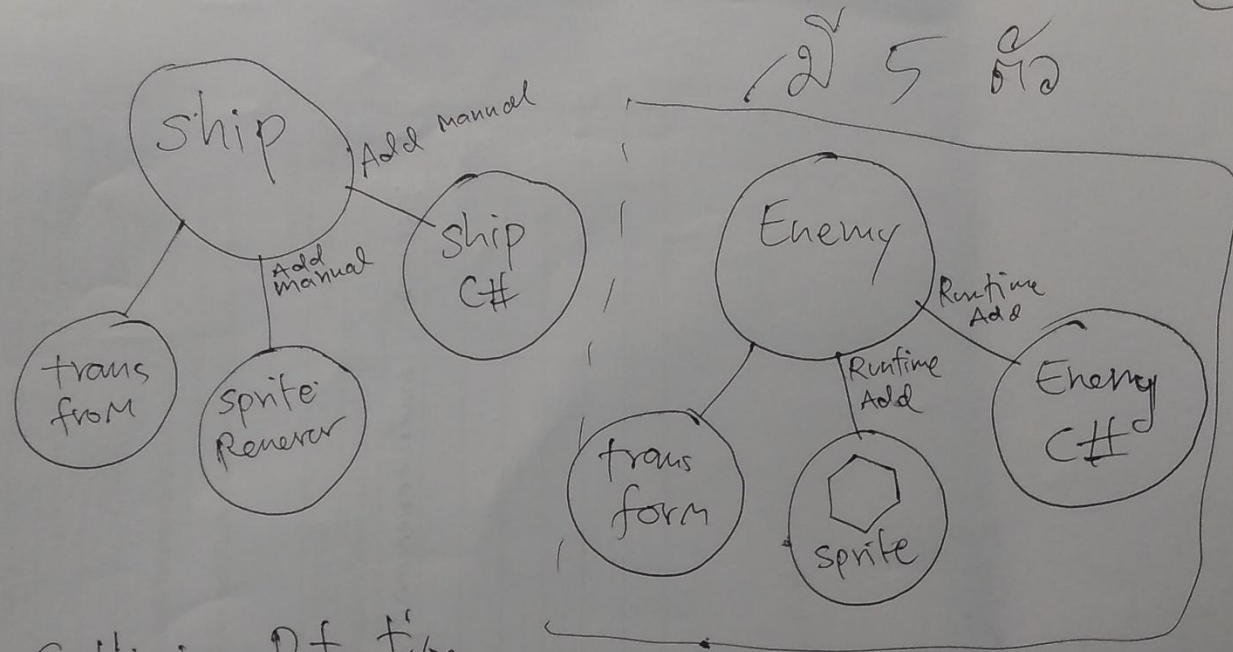 มี 5 ตัว
ship
Add manual
Add
manual
ship
C#
trans
from
sprite
Enemy
Runtime
Add
Runtime
Add
Enemy
C#
trans
form
sprite